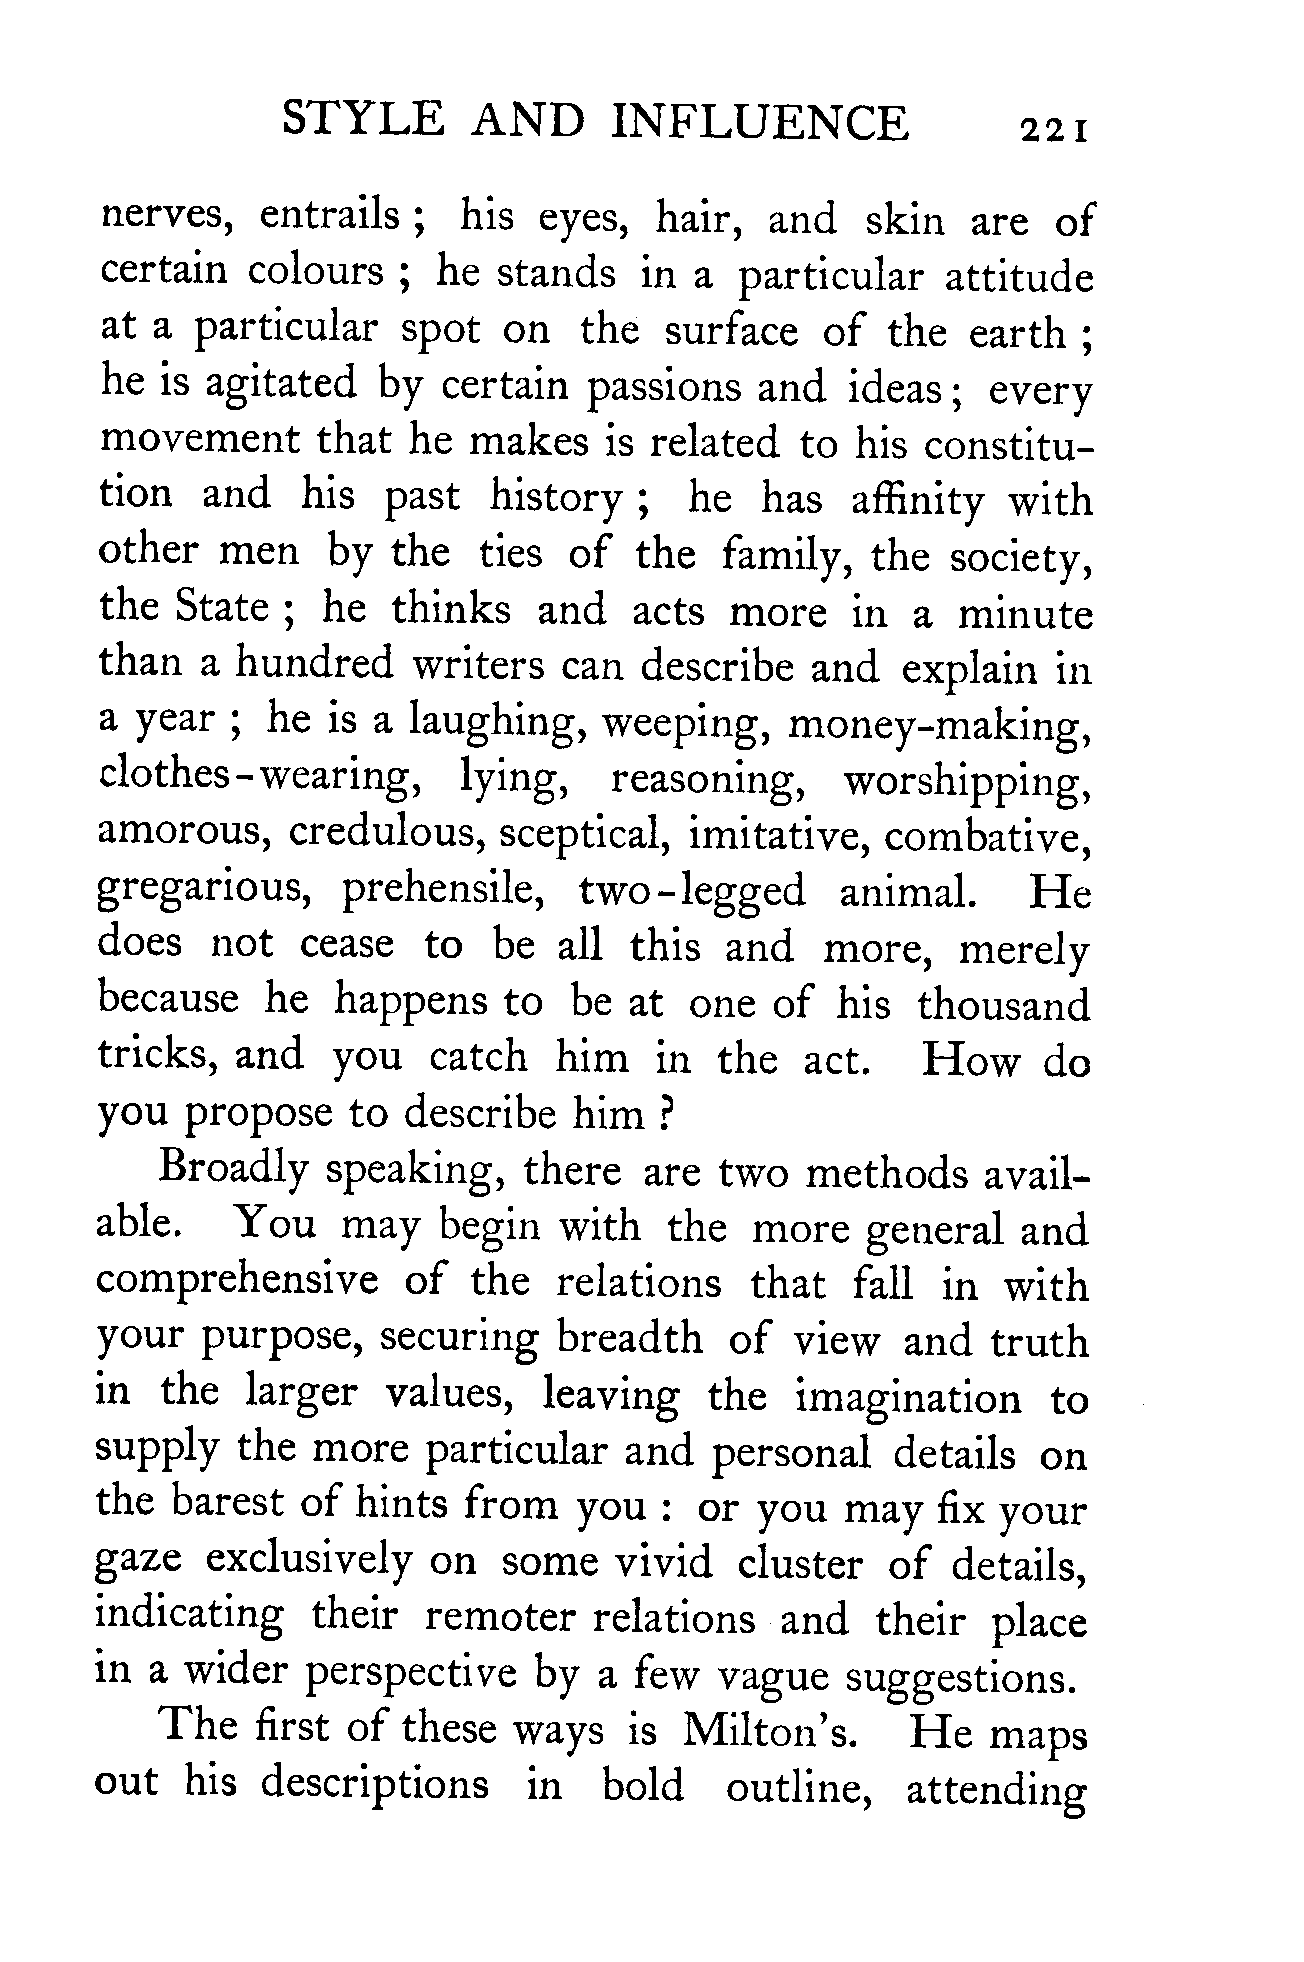 STYLE AND INFLUENCE 221
nerves, entrails ; his eyes, hair, and skin are of
certain colours ; he stands in a particular attitude
at a particular spot on the surface of the earth ;
he is agitated by certain passions and ideas ; every
movement that he makes is related to his constitu-
tion and his past history ; he has affinity with
other men by the ties of the family, the society,
the State ; he thinks and acts more in a minute
than a hundred writers can describe and explain in
a year ; he is a laughing, weeping, money-making,
clothes-wearing, lying, reasoning, worshipping,
amorous, credulous, sceptical, imitative, combative,
gregarious, prehensile, two-legged animal. He
does not cease to be all this and more, merely
because he happens to be at one of his thousand
tricks, and you catch him in the act. How do
you propose to describe him ?
Broadly speaking, there are two methods avail-
able. You may begin with the more general and
comprehensive of the relations that fall in with
your purpose, securing breadth of view and truth
in the larger values, leaving the imagination to
supply the more particular and personal details on
the barest of hints from you : or you may fix your
gaze exclusively on some vivid cluster of details,
indicating their remoter relations and their place
in a wider perspective by a few vague suggestions.
The first of these ways is Milton's. He maps
out his descriptions in bold outline, attending